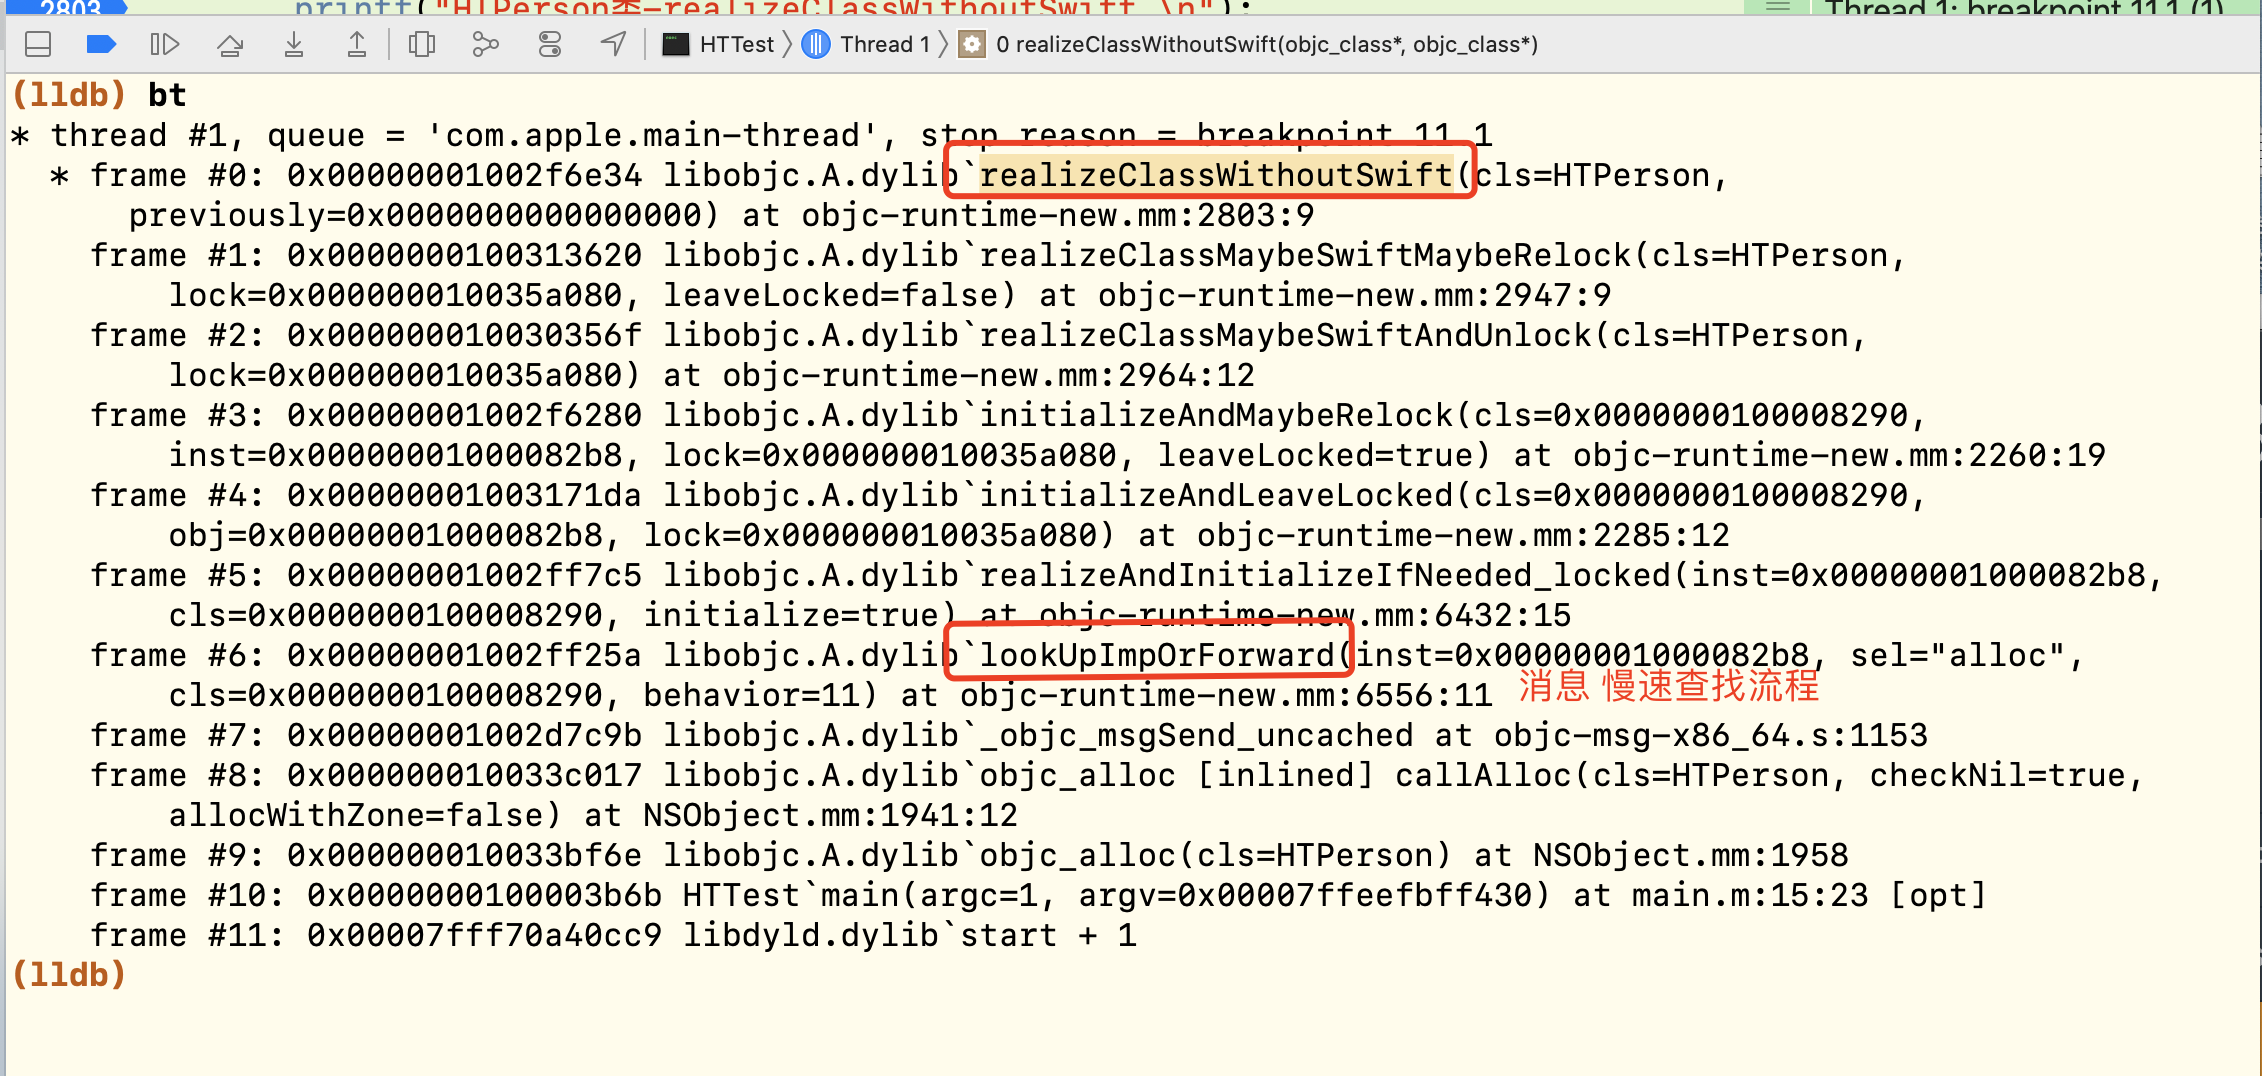 2803 printf("HTPerson类-realizeClassWithoutSwift \n"); Thread 1: breakpoint 11.1 (1)
HTTest Thread 1 0 realizeClassWithoutSwift(objc_class*, objc_class*)
(lldb) bt
* thread #1, queue = 'com.apple.main-thread', stop reason = breakpoint 11.1
* frame #0: 0x00000001002f6e34 libobjc.A.dylib`realizeClassWithoutSwift(cls=HTPerson,
previously=0x0000000000000000) at objc-runtime-new.mm:2803:9
frame #1: 0x0000000100313620 libobjc.A.dylib`realizeClassMaybeSwiftMaybeRelock(cls=HTPerson,
lock=0x000000010035a080, leaveLocked=false) at objc-runtime-new.mm:2947:9
frame #2: 0x000000010030356f libobjc.A.dylib`realizeClassMaybeSwiftAndUnlock(cls=HTPerson,
lock=0x000000010035a080) at objc-runtime-new.mm:2964:12
frame #3: 0x00000001002f6280 libobjc.A.dylib`initializeAndMaybeRelock(cls=0x0000000100008290,
inst=0x00000001000082b8, lock=0x000000010035a080, leaveLocked=true) at objc-runtime-new.mm:2260:19
frame #4: 0x00000001003171da libobjc.A.dylib`initializeAndLeaveLocked(cls=0x0000000100008290,
obj=0x00000001000082b8, lock=0x000000010035a080) at objc-runtime-new.mm:2285:12
frame #5: 0x00000001002ff7c5 libobjc.A.dylib`realizeAndInitializeIfNeeded_locked(inst=0x00000001000082b8,
cls=0x0000000100008290, initialize=true) at objc-runtime-new.mm:6432:15
frame #6: 0x00000001002ff25a libobjc.A.dylib`lookUpImpOrForward(inst=0x00000001000082b8, sel="alloc",
cls=0x0000000100008290, behavior=11) at objc-runtime-new.mm:6556:11 消息 慢速查找流程
frame #7: 0x00000001002d7c9b libobjc.A.dylib`_objc_msgSend_uncached at objc-msg-x86_64.s:1153
frame #8: 0x000000010033c017 libobjc.A.dylib`objc_alloc [inlined] callAlloc(cls=HTPerson, checkNil=true,
allocWithZone=false) at NSObject.mm:1941:12
frame #9: 0x000000010033bf6e libobjc.A.dylib`objc_alloc(cls=HTPerson) at NSObject.mm:1958
frame #10: 0x0000000100003b6b HTTest`main(argc=1, argv=0x00007ffeefbff430) at main.m:15:23 [opt]
frame #11: 0x00007fff70a40cc9 libdyld.dylib`start + 1
(lldb)